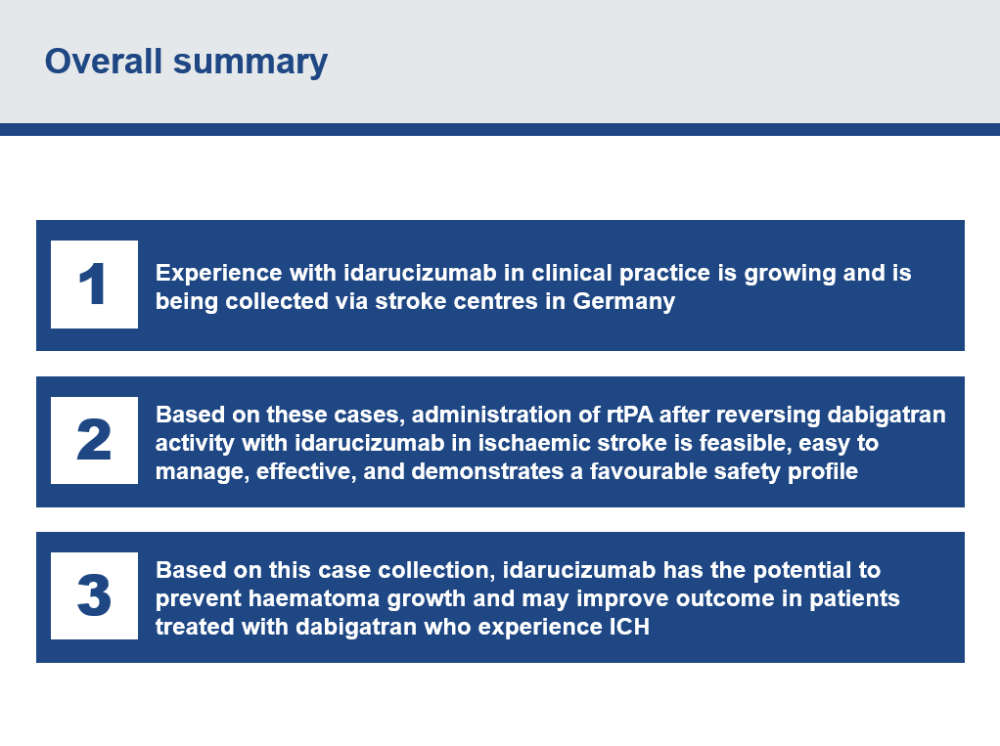 Overall summary
1
Experience with idarucizumab in clinical practice is growing and is
being collected via stroke centres in Germany
2
Based on these cases, administration of rtPA after reversing dabigatran
activity with idarucizumab in ischaemic stroke is feasible, easy to
manage, effective, and demonstrates a favourable safety profile
3
Based on this case collection, idarucizumab has the potential to
prevent haematoma growth and may improve outcome in patients
treated with dabigatran who experience ICH